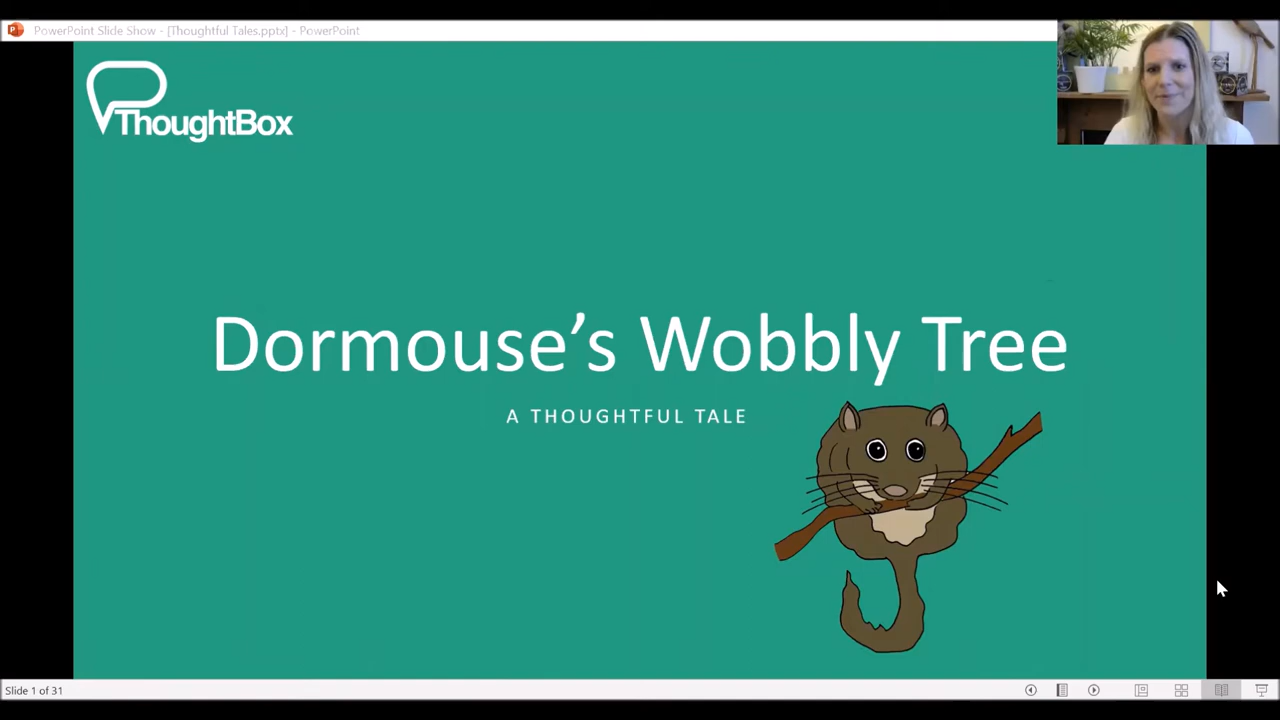 PowerPoint Slide Show - [Thoughtful Tales.pptx] - PowerPoint
ThoughtBox
Dormouse’s Wobbly Tree
A THOUGHTFUL TALE
Slide 1 of 31